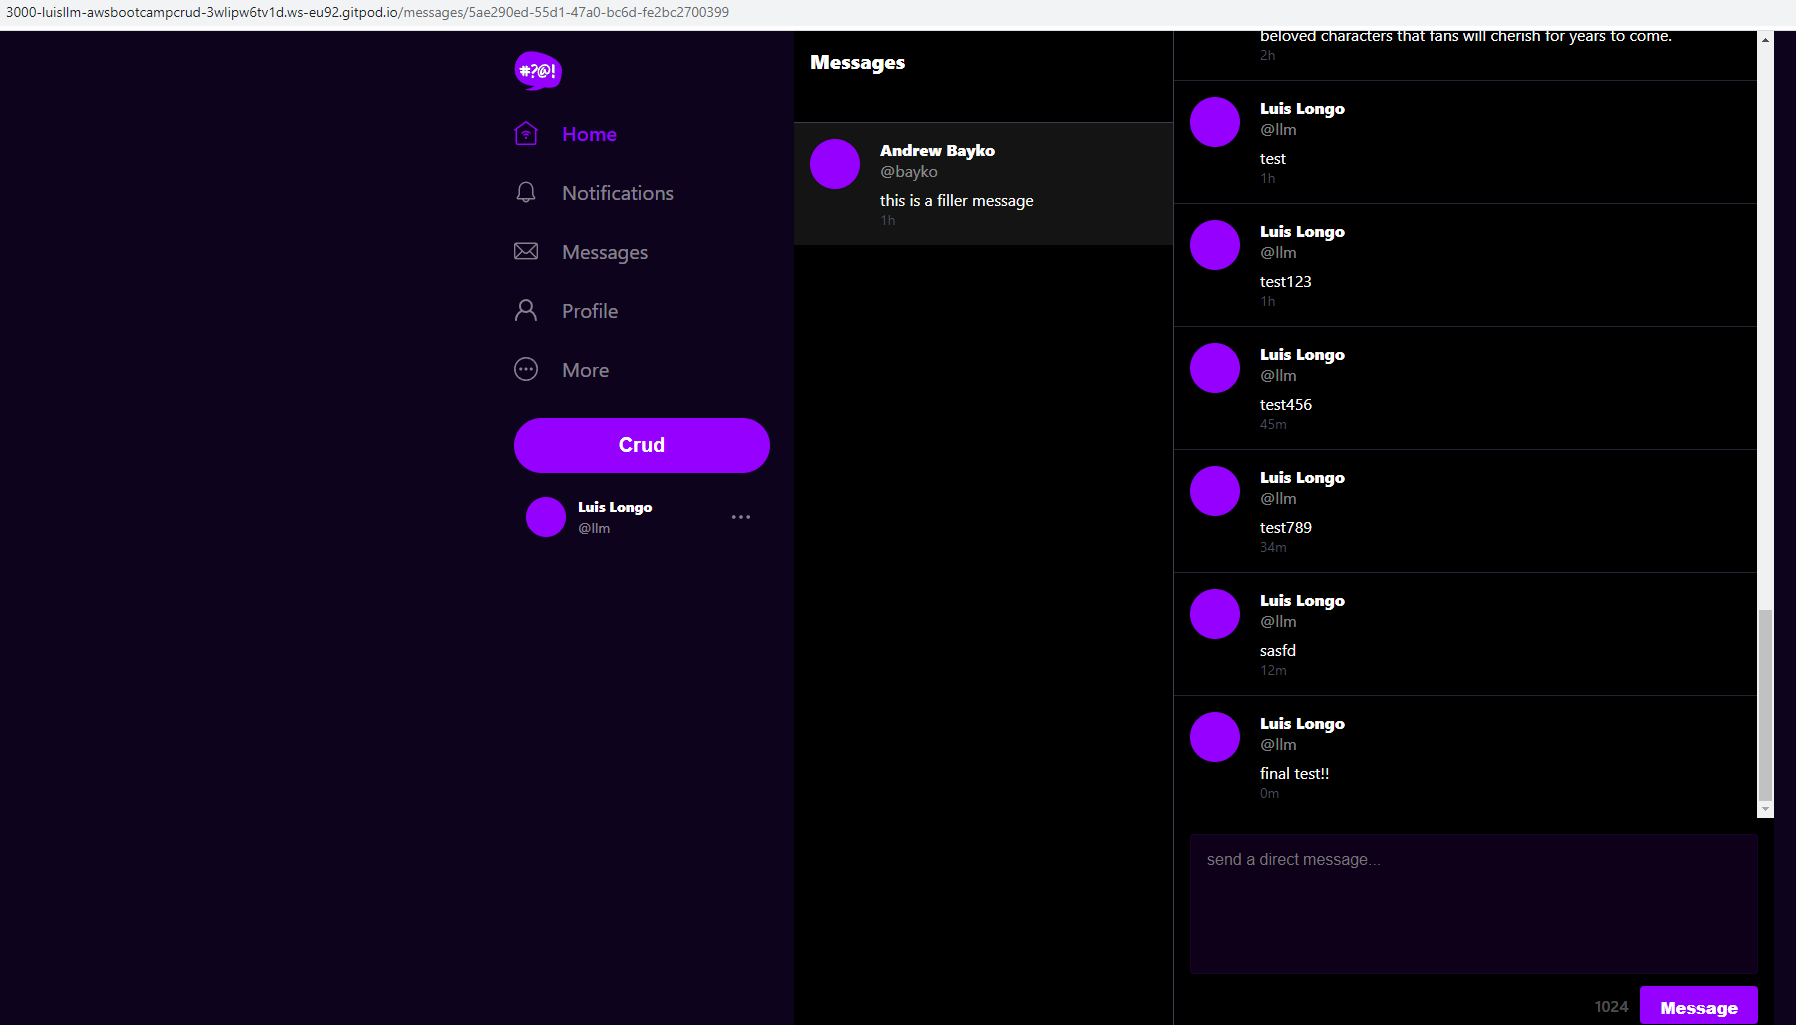 3000-luisllm-awsbootcampcrud-3wlipw6tv1d.ws-eu92.gitpod.io/messages/5ae290ed-55d1-47a0-bc6d-fe2bc2700399
#?@!
Home
Notifications
Messages
Profile
More
Crud
Luis Longo
@llm
Messages
Andrew Bayko
@bayko
this is a filler message
1h
beloved characters that fans will cherish for years to come.
2h
Luis Longo
@llm
test
1h
Luis Longo
@llm
test123
1h
Luis Longo
@llm
test456
45m
Luis Longo
@llm
test789
34m
Luis Longo
@llm
sasfd
12m
Luis Longo
@llm
final test!!
0m
send a direct message...
1024
Message